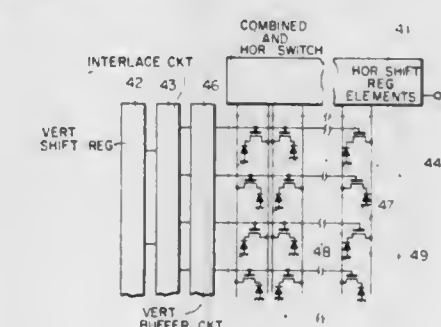 COMBINED
AND
HOR SWITCH
41
INTERLACE CKT
42
43
46
HOR SHIFT
REG
ELEMENTS
VERT
SHIFT REG
44
47
48
49
VERT
BUFFER CKT